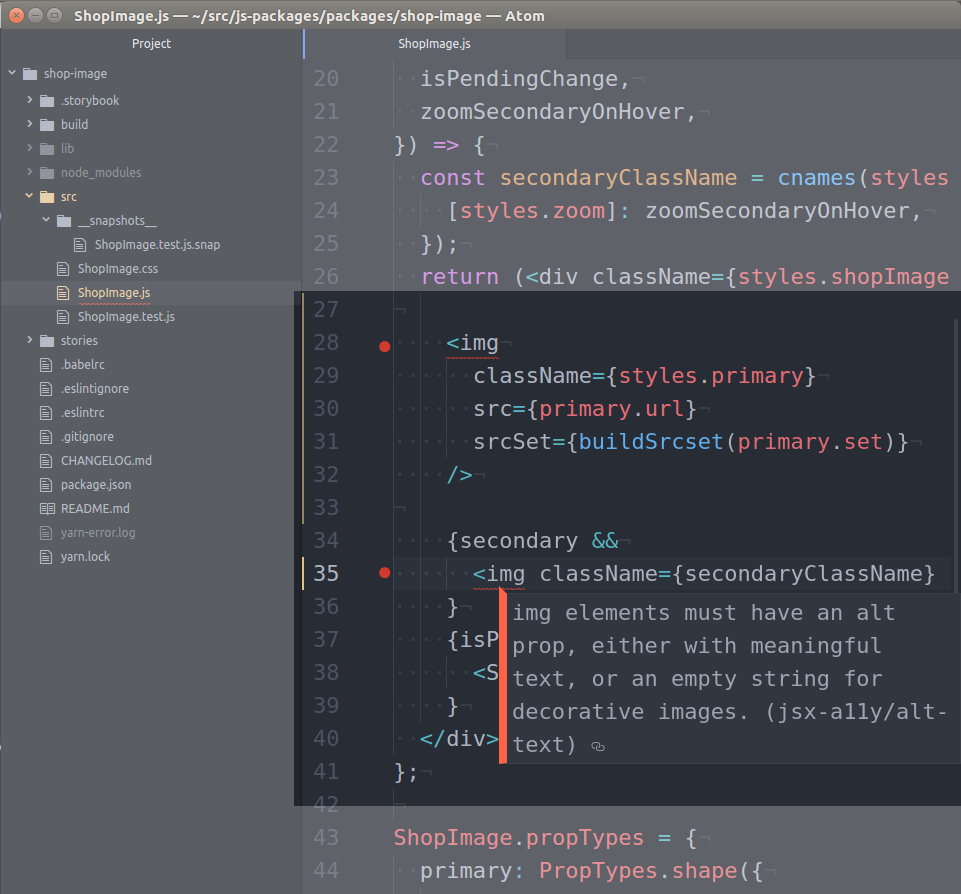 ShopImage.js — ~/src/js-packages/packages/shop-image — Atom
Project
ShopImage.js
shop-image
.storybook
build
lib
node_modules
src
__snapshots__
ShopImage.test.js.snap
ShopImage.css
ShopImage.js
ShopImage.test.js
stories
.babelrc
.eslintignore
.eslintrc
.gitignore
CHANGELOG.md
package.json
README.md
yarn-error.log
yarn.lock
20 isPendingChange,¬
21 zoomSecondaryOnHover,¬
22 }) => {¬
23 const secondaryClassName = cnames(styles
24 [styles.zoom]: zoomSecondaryOnHover,¬
25 });¬
26 return (<div className={styles.shopImage
27 ¬
28 <img
29 className={styles.primary}¬
30 src={primary.url}¬
31 srcSet={buildSrcset(primary.set)}¬
32 />¬
33 ¬
34 {secondary &&¬
35 <img className={secondaryClassName}
36 }¬
37 {isP
38 <S
39 }¬
40 </div>
41 };¬
42 ¬
43 ShopImage.propTypes = {¬
44 primary: PropTypes.shape({¬
img elements must have an alt
prop, either with meaningful
text, or an empty string for
decorative images. (jsx-a11y/alt-
text)